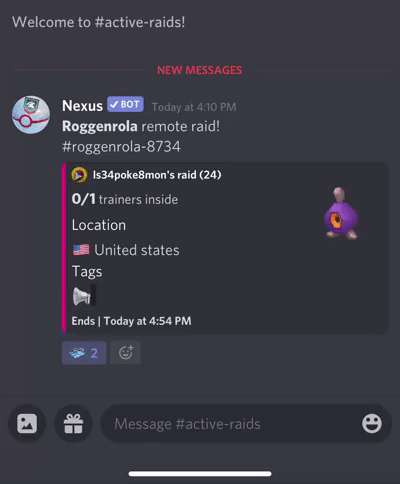 Welcome to #active-raids!
NEW MESSAGES
Nexus ✓ BOT Today at 4:10 PM
Roggenrola remote raid!
#roggenrola-8734
ls34poke8mon's raid (24)
0/1 trainers inside
Location
United states
Tags
Ends | Today at 4:54 PM
2
Message #active-raids